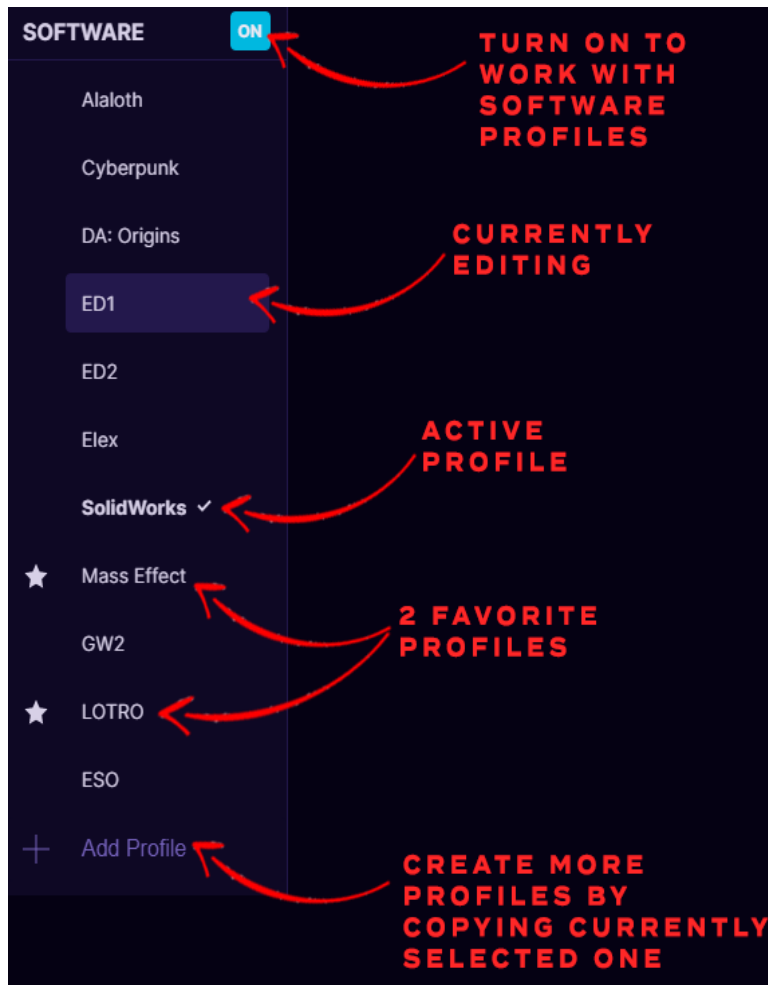 SOFTWARE ON
TURN ON TO
WORK WITH
SOFTWARE
PROFILES
Alaloth
Cyberpunk
DA: Origins
CURRENTLY
EDITING
ED1
ED2
Elex
ACTIVE
PROFILE
SolidWorks
Mass Effect
2 FAVORITE
PROFILES
GW2
LOTRO
ESO
Add Profile
CREATE MORE
PROFILES BY
COPYING CURRENTLY
SELECTED ONE